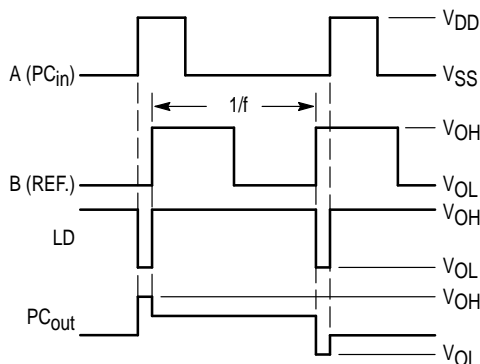 VDD
A (PCin)
VSS
1/f
VOH
B (REF.)
VOL
VOH
LD
VOL
VOH
PCout
VOL